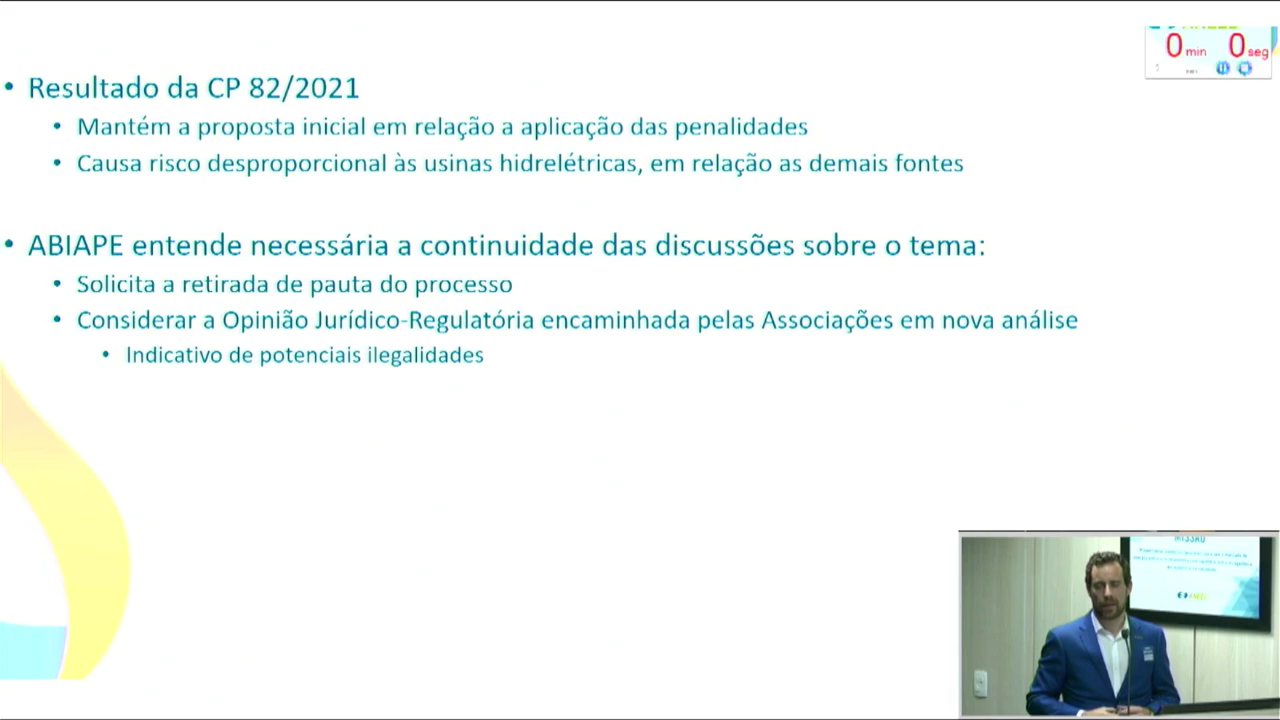 0 min 0 seg
• Resultado da CP 82/2021
• Mantém a proposta inicial em relação a aplicação das penalidades
• Causa risco desproporcional às usinas hidrelétricas, em relação as demais fontes
• ABIAPE entende necessária a continuidade das discussões sobre o tema:
• Solicita a retirada de pauta do processo
• Considerar a Opinião Jurídico-Regulatória encaminhada pelas Associações em nova análise
• Indicativo de potenciais ilegalidades